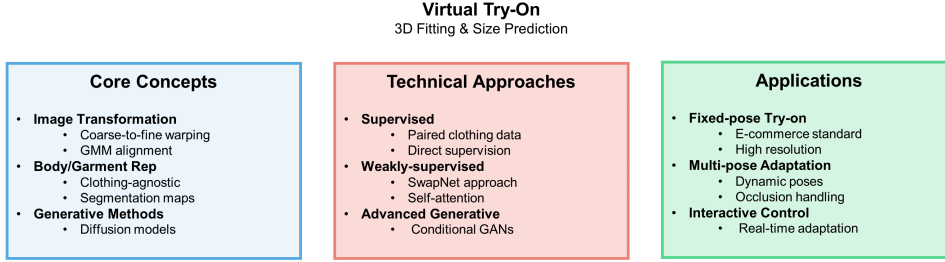 Virtual Try-On
3D Fitting & Size Prediction
Core Concepts
• Image Transformation
• Coarse-to-fine warping
• GMM alignment
• Body/Garment Rep
• Clothing-agnostic
• Segmentation maps
• Generative Methods
• Diffusion models
Technical Approaches
• Supervised
• Paired clothing data
• Direct supervision
• Weakly-supervised
• SwapNet approach
• Self-attention
• Advanced Generative
• Conditional GANs
Applications
• Fixed-pose Try-on
• E-commerce standard
• High resolution
• Multi-pose Adaptation
• Dynamic poses
• Occlusion handling
• Interactive Control
• Real-time adaptation